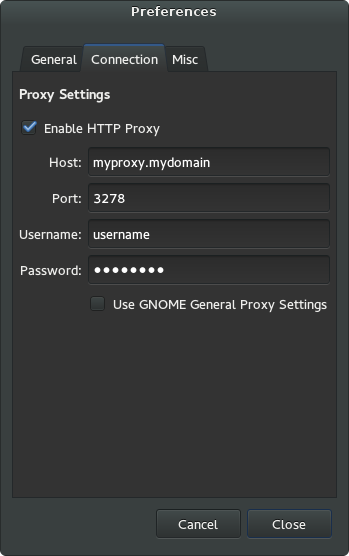 Preferences
General Connection Misc
Proxy Settings
Enable HTTP Proxy
Host: myproxy.mydomain
Port: 3278
Username: username
Password: ●●●●●●●●
Use GNOME General Proxy Settings
Cancel Close